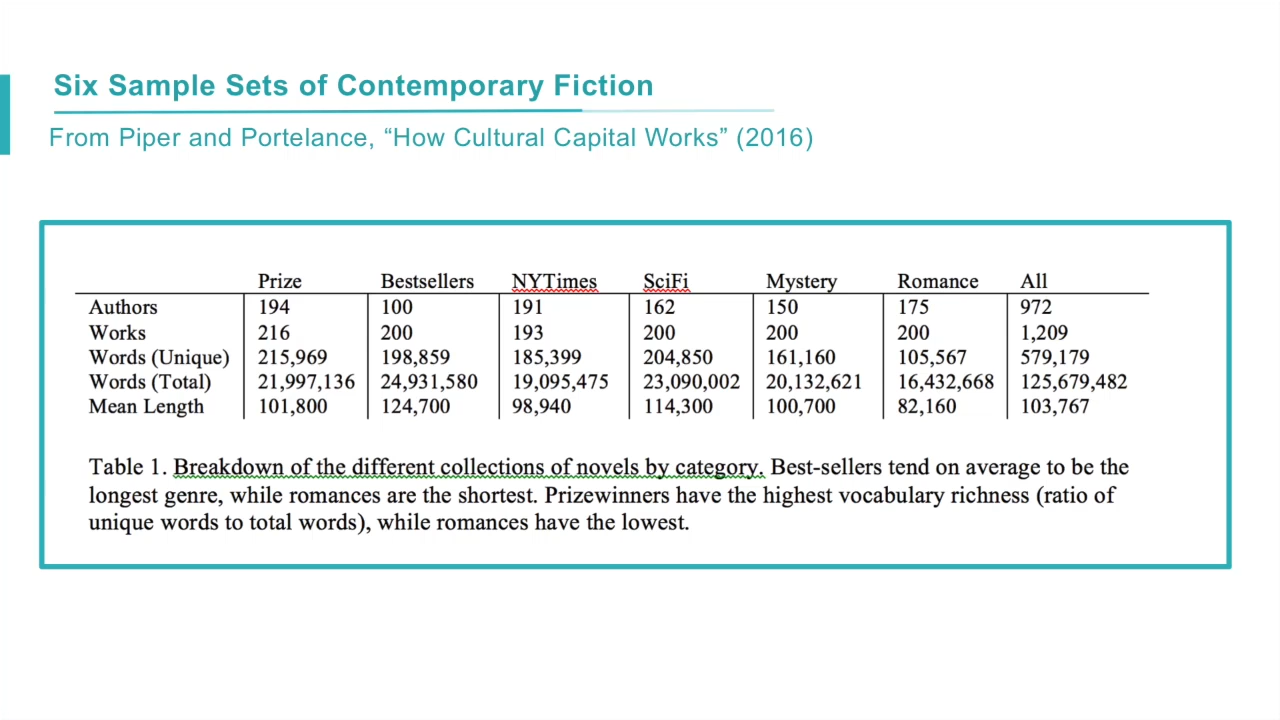 Six Sample Sets of Contemporary Fiction
From Piper and Portelance, “How Cultural Capital Works” (2016)
Prize Bestsellers NYTimes SciFi Mystery Romance All
Authors 194 100 191 162 150 175 972
Works 216 200 193 200 200 200 1,209
Words (Unique) 215,969 198,859 185,399 204,850 161,160 105,567 579,179
Words (Total) 21,997,136 24,931,580 19,095,475 23,090,002 20,132,621 16,432,668 125,679,482
Mean Length 101,800 124,700 98,940 114,300 100,700 82,160 103,767
Table 1. Breakdown of the different collections of novels by category. Best-sellers tend on average to be the
longest genre, while romances are the shortest. Prizewinners have the highest vocabulary richness (ratio of
unique words to total words), while romances have the lowest.